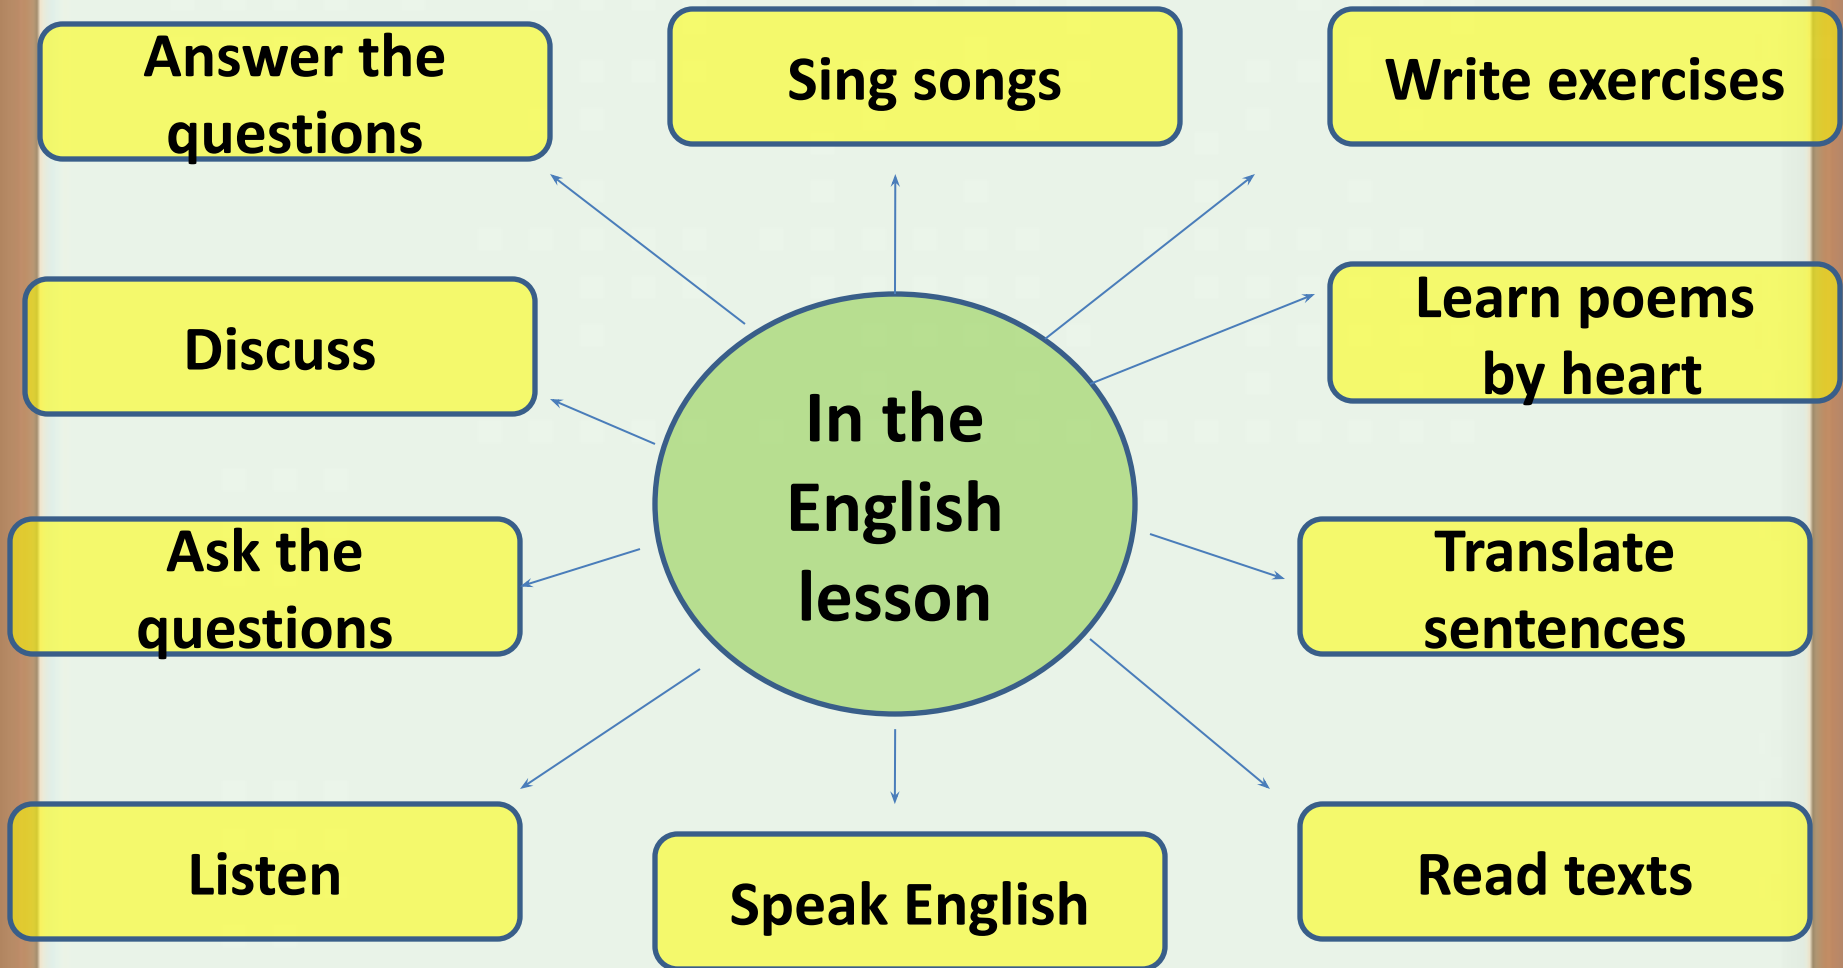 Answer the
questions
Sing songs
Write exercises
Discuss
Learn poems
by heart
In the
English
lesson
Ask the
questions
Translate
sentences
Listen
Speak English
Read texts